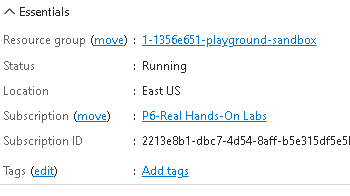 Essentials
Resource group (move) : 1-1356e651-playground-sandbox
Status : Running
Location : East US
Subscription (move) : P6-Real Hands-On Labs
Subscription ID : 2213e8b1-dbc7-4d54-8aff-b5e315df5e5
Tags (edit) : Add tags